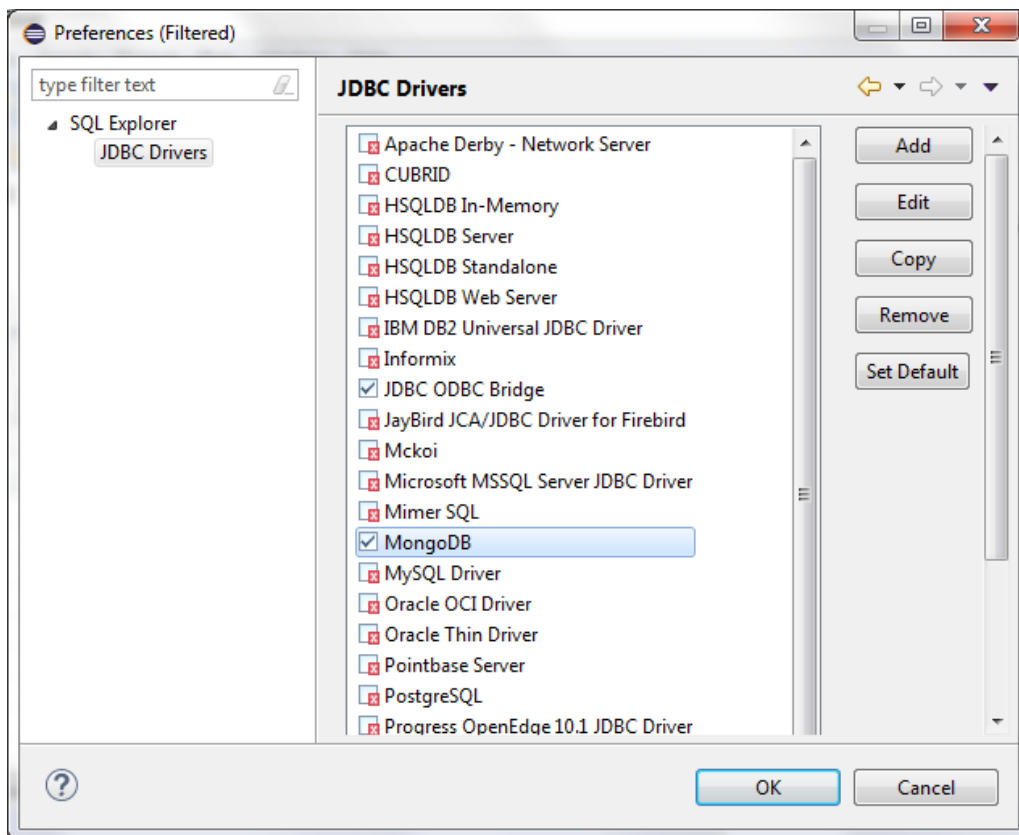 Preferences (Filtered)
type filter text
SQL Explorer
JDBC Drivers
JDBC Drivers
Apache Derby - Network Server
CUBRID
HSQLDB In-Memory
HSQLDB Server
HSQLDB Standalone
HSQLDB Web Server
IBM DB2 Universal JDBC Driver
Informix
JDBC ODBC Bridge
JayBird JCA/JDBC Driver for Firebird
Mckoi
Microsoft MSSQL Server JDBC Driver
Mimer SQL
MongoDB
MySQL Driver
Oracle OCI Driver
Oracle Thin Driver
Pointbase Server
PostgreSQL
Progress OpenEdge 10.1 JDBC Driver
Add
Edit
Copy
Remove
Set Default
OK
Cancel